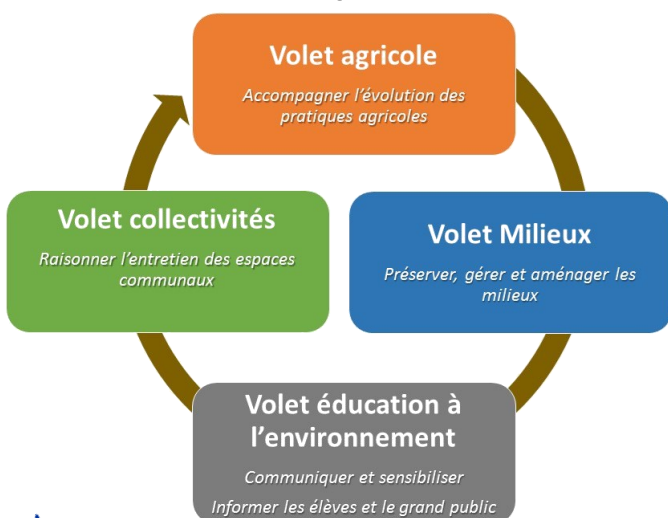 Volet agricole
Accompagner l’évolution des
pratiques agricoles
Volet collectivités
Raisonner l’entretien des espaces
communaux
Volet Milieux
Préserver, gérer et aménager les
milieux
Volet éducation à
l’environnement
Communiquer et sensibiliser
Informer les élèves et le grand public